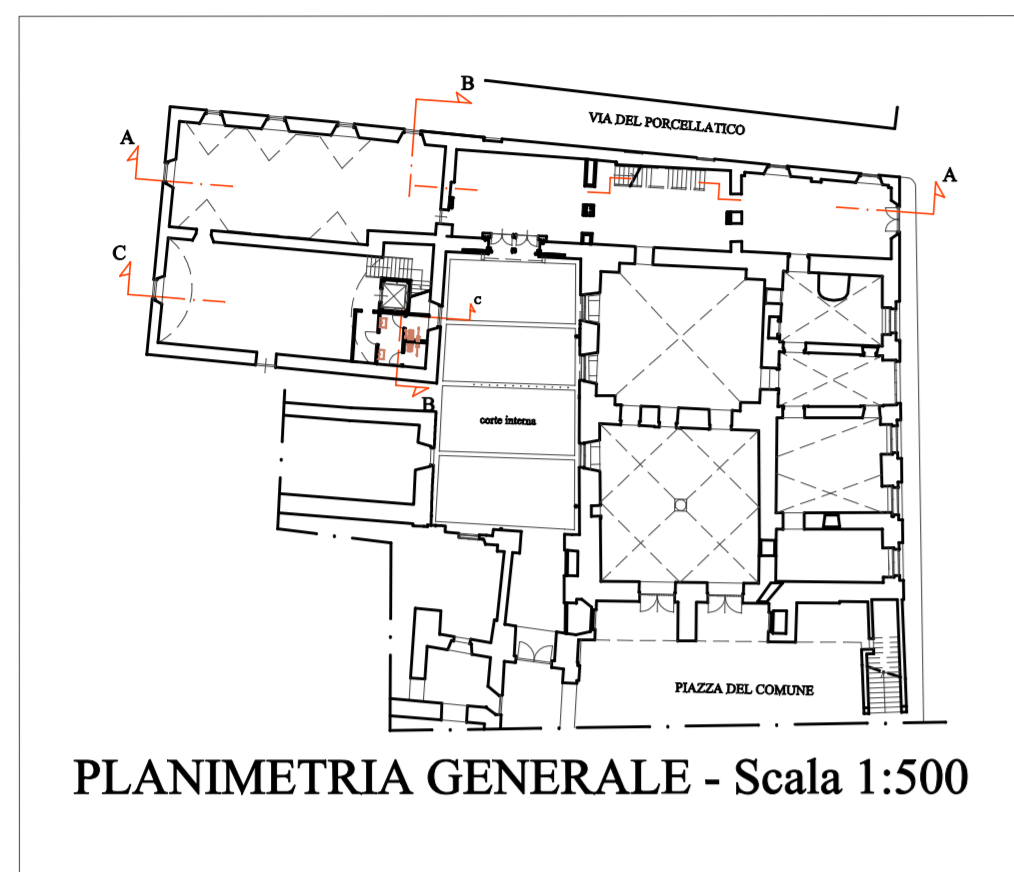 B
VIA DEL PORCELLATICO
A
A
C
C
B
corte interna
PIAZZA DEL COMUNE
PLANIMETRIA GENERALE - Scala 1:500